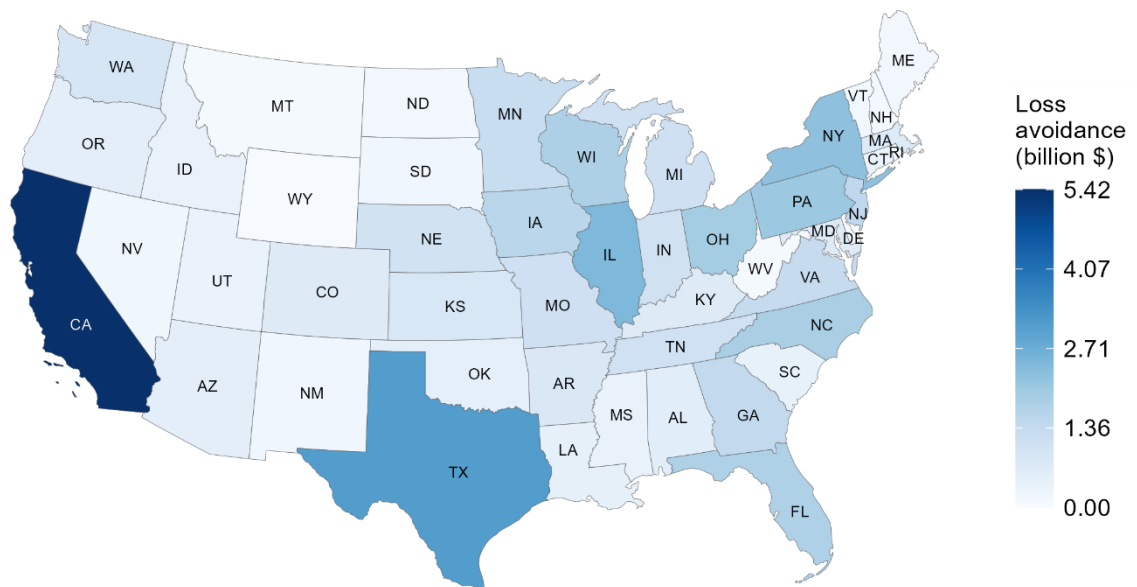 ME
WA
VT
MT
ND
NH
MN
OR
NY
MA
WI
CT
RI
ID
SD
MI
WY
PA
IA
NJ
NE
OH
MD
NV
IL
IN
DE
UT
WV
CO
VA
KS
MO
KY
CA
NC
TN
OK
AZ
NM
AR
SC
MS
AL
GA
LA
TX
FL
Loss
avoidance
(billion $)
5.42
4.07
2.71
1.36
0.00